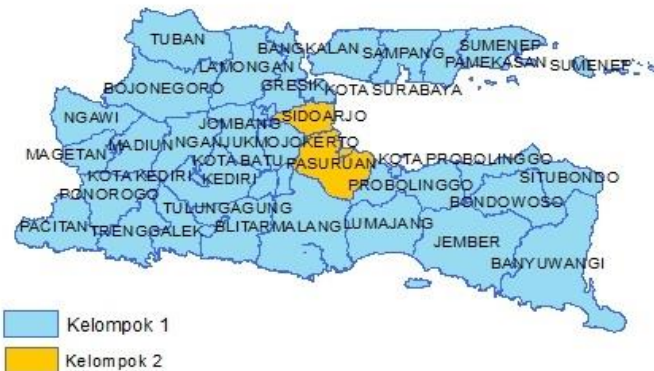 TUBAN
BANGKALAN
SAMPANG
SUMENEP
PAMEKASAN
SUMENEP
LAMONGAN
GRESIK
KOTA SURABAYA
BOJONEGORO
NGAWI
JOMBANG
SIDOARJO
MAGETAN
MADIUN
NGANJUK
MOJOKERTO
KOTA BATU
PASURUAN
KOTA PROBOLINGGO
KOTA KEDIRI
KEDIRI
PROBOLINGGO
SITUBONDO
PONOROGO
BONDOWOSO
TULUNGAGUNG
PACITAN
TRENGGALEK
BLITAR
MALANG
LUMAJANG
JEMBER
BANYUWANGI
Kelompok 1
Kelompok 2